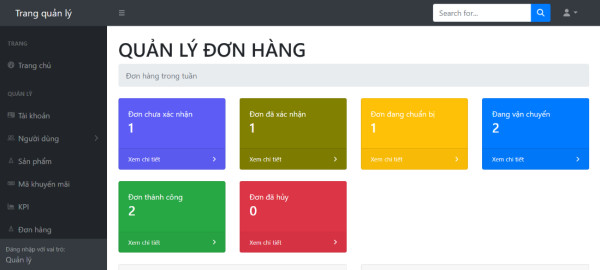 Trang quản lý
Search for...
TRANG
Trang chủ
QUẢN LÝ
Tài khoản
Người dùng
Sản phẩm
Mã khuyến mãi
KPI
Đơn hàng
Đăng nhập với vai trò:
Quản lý
QUẢN LÝ ĐƠN HÀNG
Đơn hàng trong tuần
Đơn chưa xác nhận
1
Xem chi tiết
Đơn đã xác nhận
1
Xem chi tiết
Đơn đang chuẩn bị
1
Xem chi tiết
Đang vận chuyển
2
Xem chi tiết
Đơn thành công
2
Xem chi tiết
Đơn đã hủy
0
Xem chi tiết